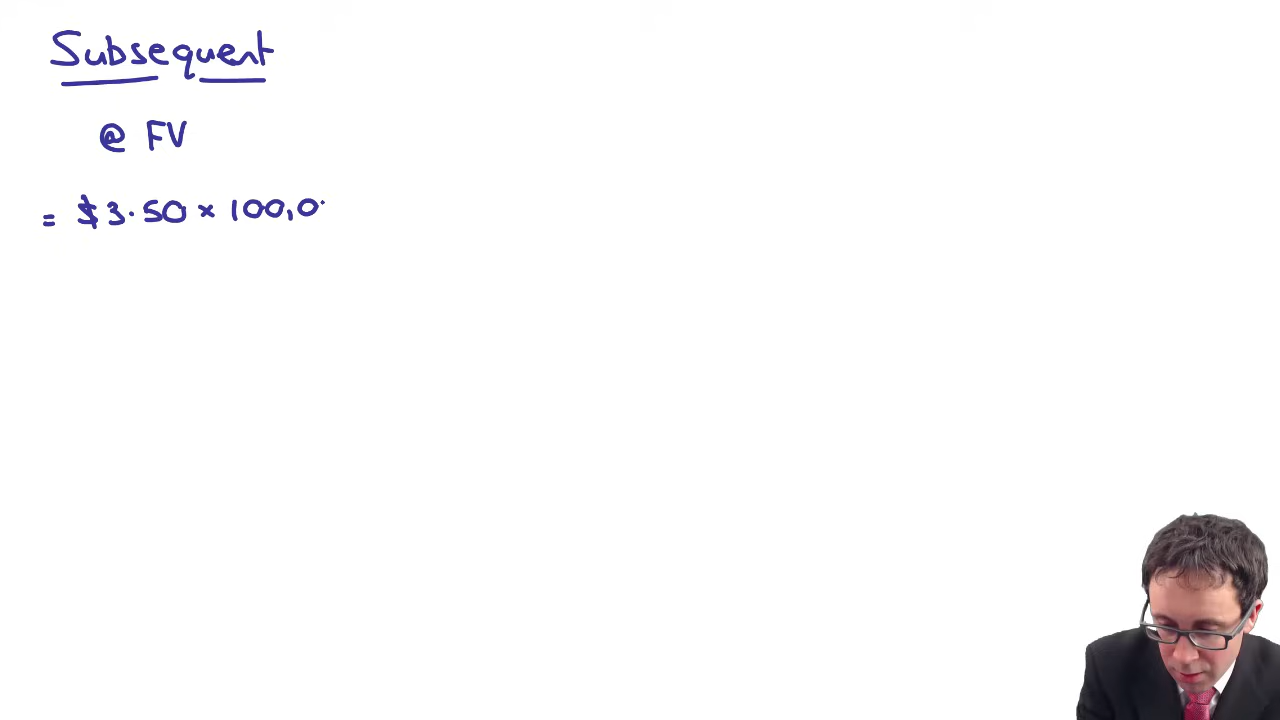 Subsequent
@ FV
= $3.50 × 100,0